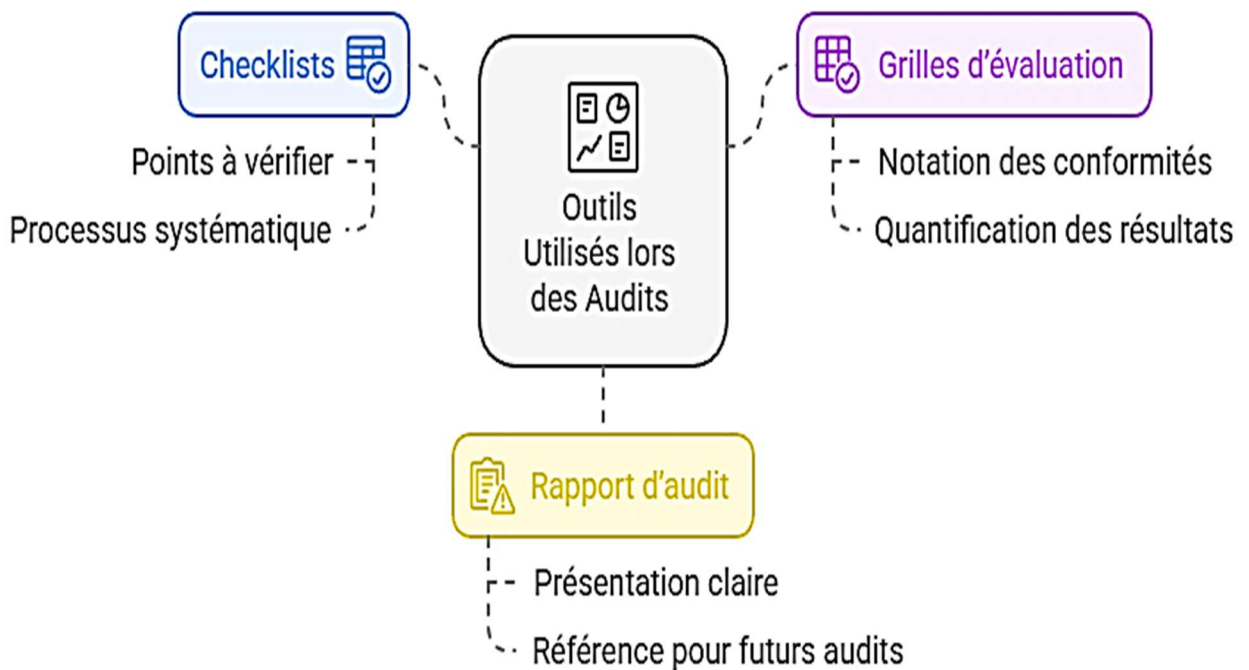 Checklists
Points à vérifier
Processus systématique
Outils
Utilisés lors
des Audits
Grilles d’évaluation
Notation des conformités
Quantification des résultats
Rapport d’audit
Présentation claire
Référence pour futurs audits